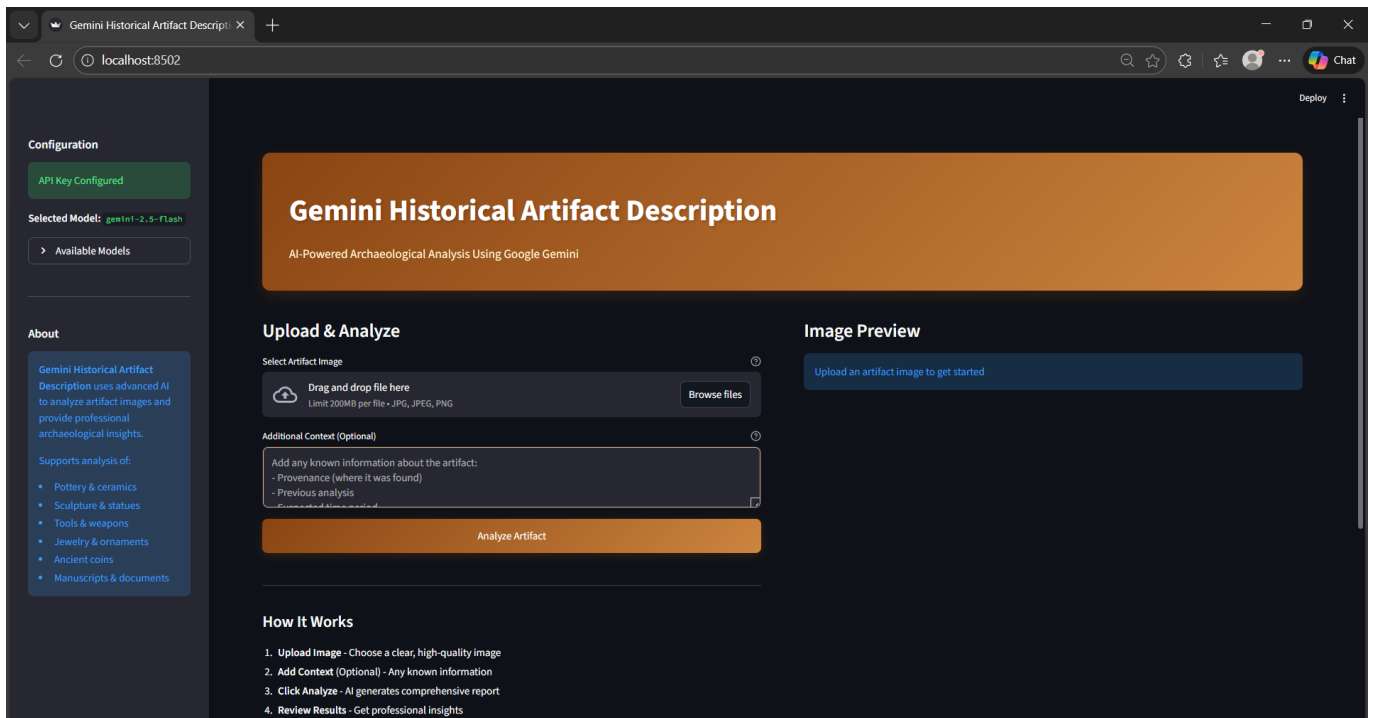 Gemini Historical Artifact Descripti
localhost:8502
Chat
Deploy
Configuration
API Key Configured
Selected Model: gemini-2.5-flash
Available Models
About
Gemini Historical Artifact
Description uses advanced AI
to analyze artifact images and
provide professional
archaeological insights.
Supports analysis of:
• Pottery & ceramics
• Sculpture & statues
• Tools & weapons
• Jewelry & ornaments
• Ancient coins
• Manuscripts & documents
Gemini Historical Artifact Description
AI-Powered Archaeological Analysis Using Google Gemini
Upload & Analyze
Select Artifact Image
Drag and drop file here
Limit 200MB per file • JPG, JPEG, PNG
Browse files
Additional Context (Optional)
Add any known information about the artifact:
- Provenance (where it was found)
- Previous analysis
- Suspected time period
Analyze Artifact
How It Works
1. Upload Image - Choose a clear, high-quality image
2. Add Context (Optional) - Any known information
3. Click Analyze - AI generates comprehensive report
4. Review Results - Get professional insights
Image Preview
Upload an artifact image to get started